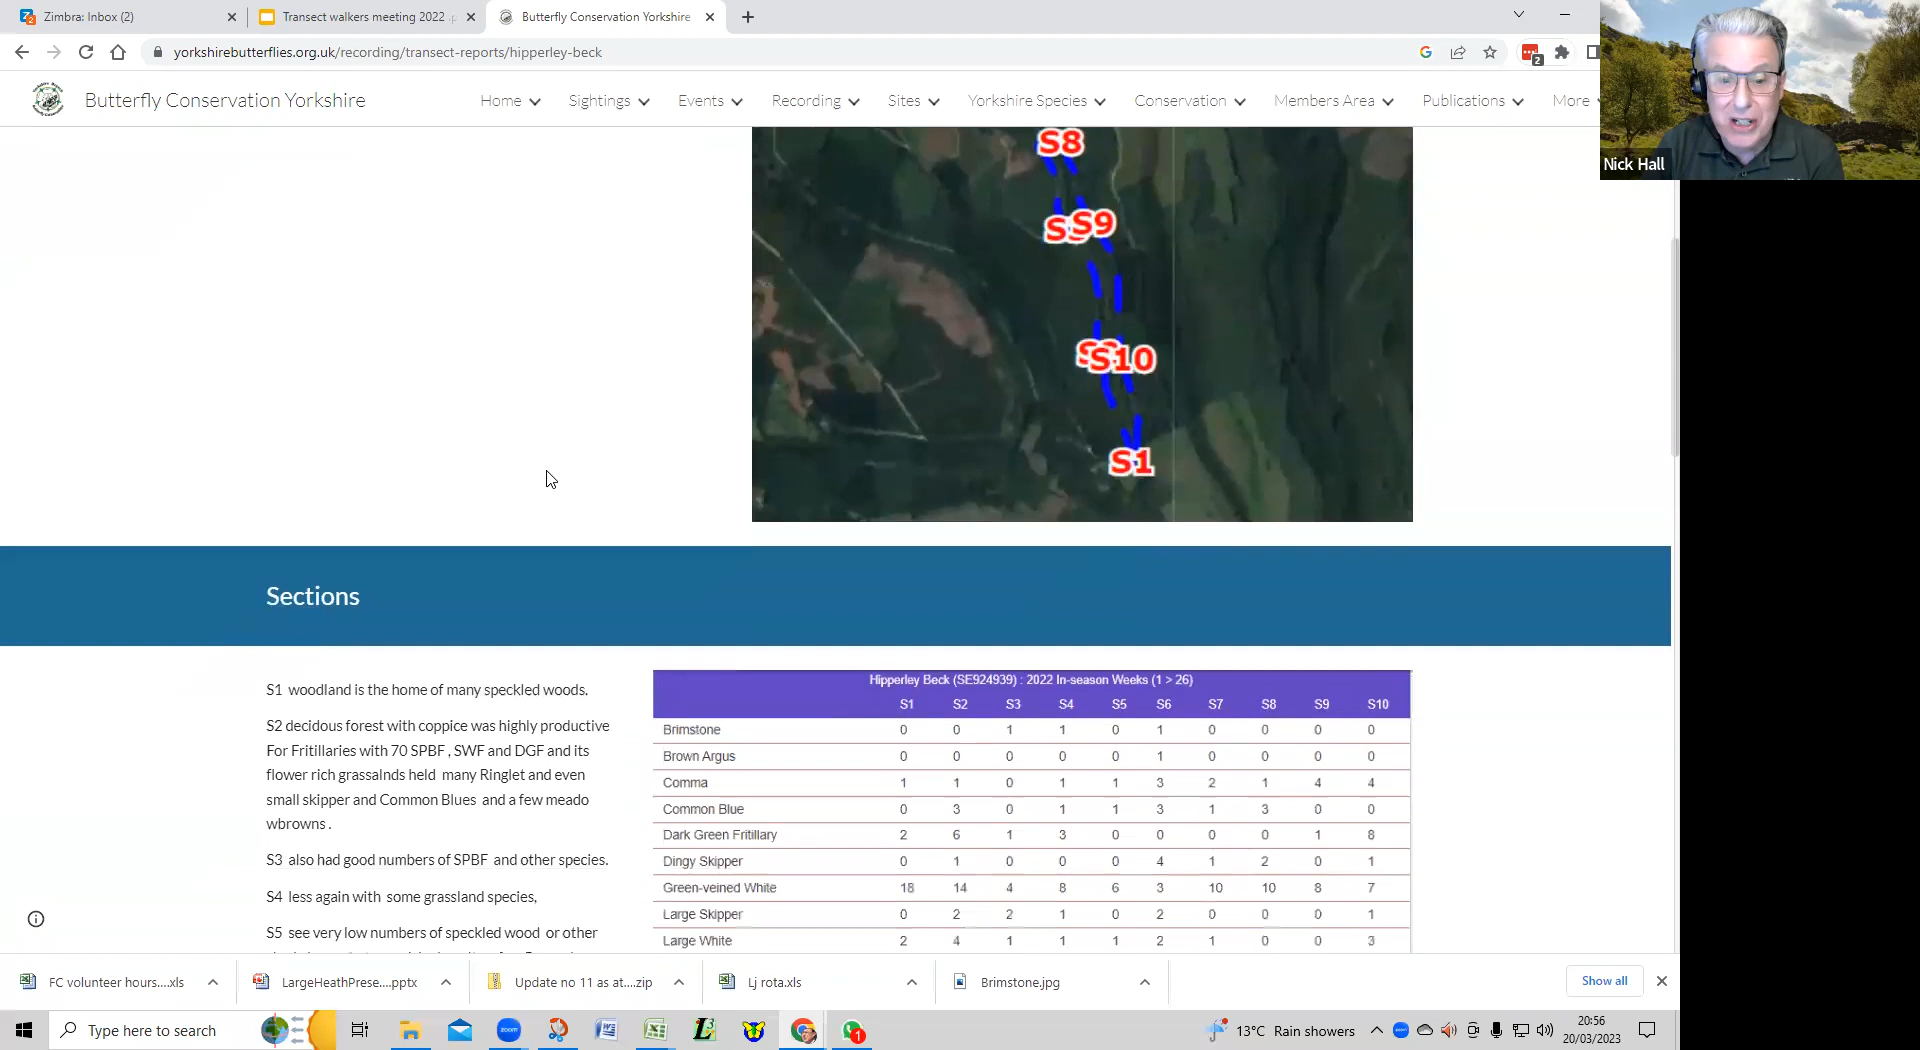 Zimbra: Inbox (2)
Transect walkers meeting 2022
Butterfly Conservation Yorkshire
yorkshirebutterflies.org.uk/recording/transect-reports/hipperley-beck
2
Butterfly Conservation Yorkshire
Home Sightings Events Recording Sites Yorkshire Species Conservation Members Area Publications More
Nick Hall
S8
S9
S10
S1
Sections
S1 woodland is the home of many speckled woods.
S2 decidous forest with coppice was highly productive
For Fritillaries with 70 SPBF , SWF and DGF and its
flower rich grassalnds held many Ringlet and even
small skipper and Common Blues and a few meado
wbrowns .
S3 also had good numbers of SPBF and other species.
S4 less again with some grassland species,
S5 see very low numbers of speckled wood or other
Hipperley Beck (SE924939) : 2022 In-season Weeks (1 > 26)
S1 S2 S3 S4 S5 S6 S7 S8 S9 S10
Brimstone 0 0 1 1 0 1 0 0 0 0
Brown Argus 0 0 0 0 0 1 0 0 0 0
Comma 1 1 0 1 1 3 2 1 4 4
Common Blue 0 3 0 1 1 3 1 3 0 0
Dark Green Fritillary 2 6 1 3 0 0 0 0 1 8
Dingy Skipper 0 1 0 0 0 4 1 2 0 1
Green-veined White 18 14 4 8 6 3 10 10 8 7
Large Skipper 0 2 2 1 0 2 0 0 0 1
Large White 2 4 1 1 1 2 1 0 0 3
FC volunteer hours....xls
LargeHeathPrese....pptx
Update no 11 as at....zip
Lj rota.xls
Brimstone.jpg
Show all
Type here to search
1
13°C Rain showers
20:56
20/03/2023